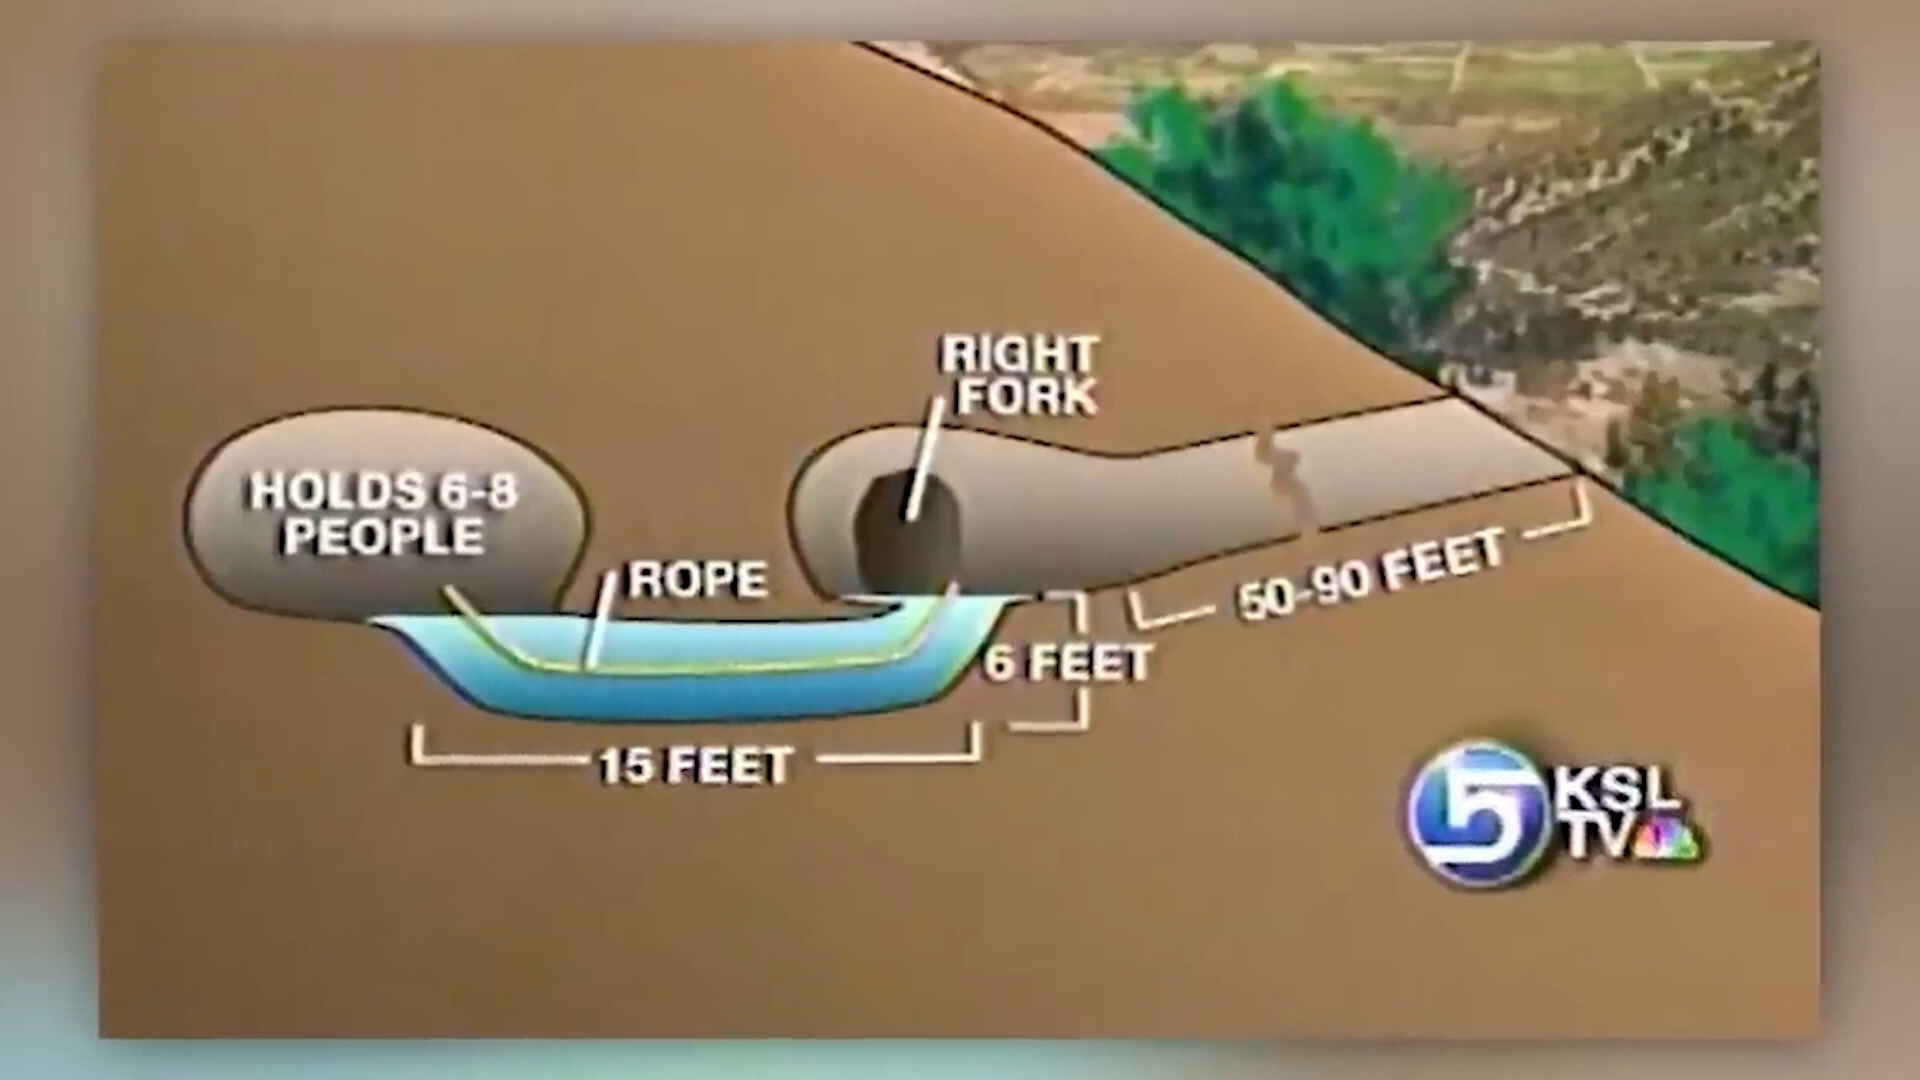 RIGHT
FORK
HOLDS 6-8
PEOPLE
ROPE
50-90 FEET
6 FEET
15 FEET
5 KSL
TV